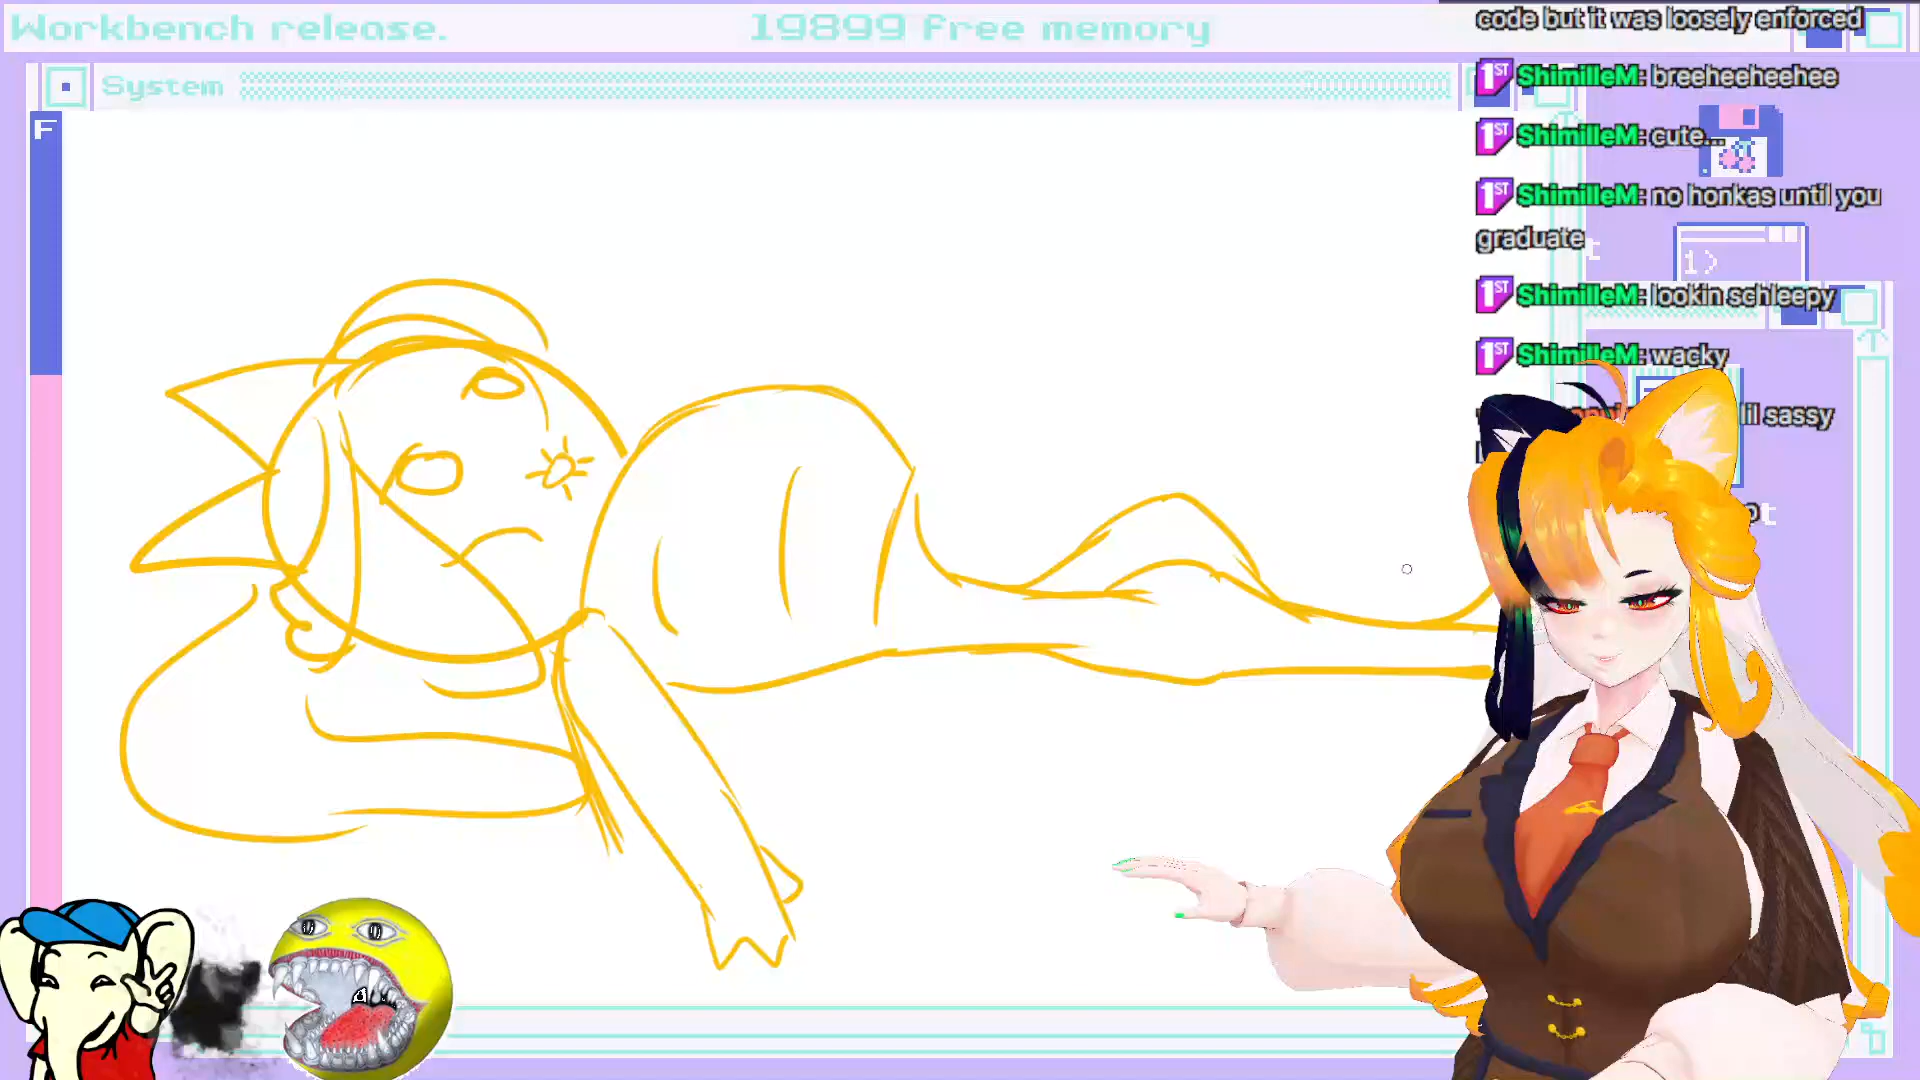 Workbench release.
19899 free memory
System
F
code but it was loosely enforced
1ST ShimilleM: breeheeheehee
1ST ShimilleM: cute...
1ST ShimilleM: no honkas until you
graduate
1ST ShimilleM: lookin schleepy
1ST ShimilleM: wacky
lil sassy
1>